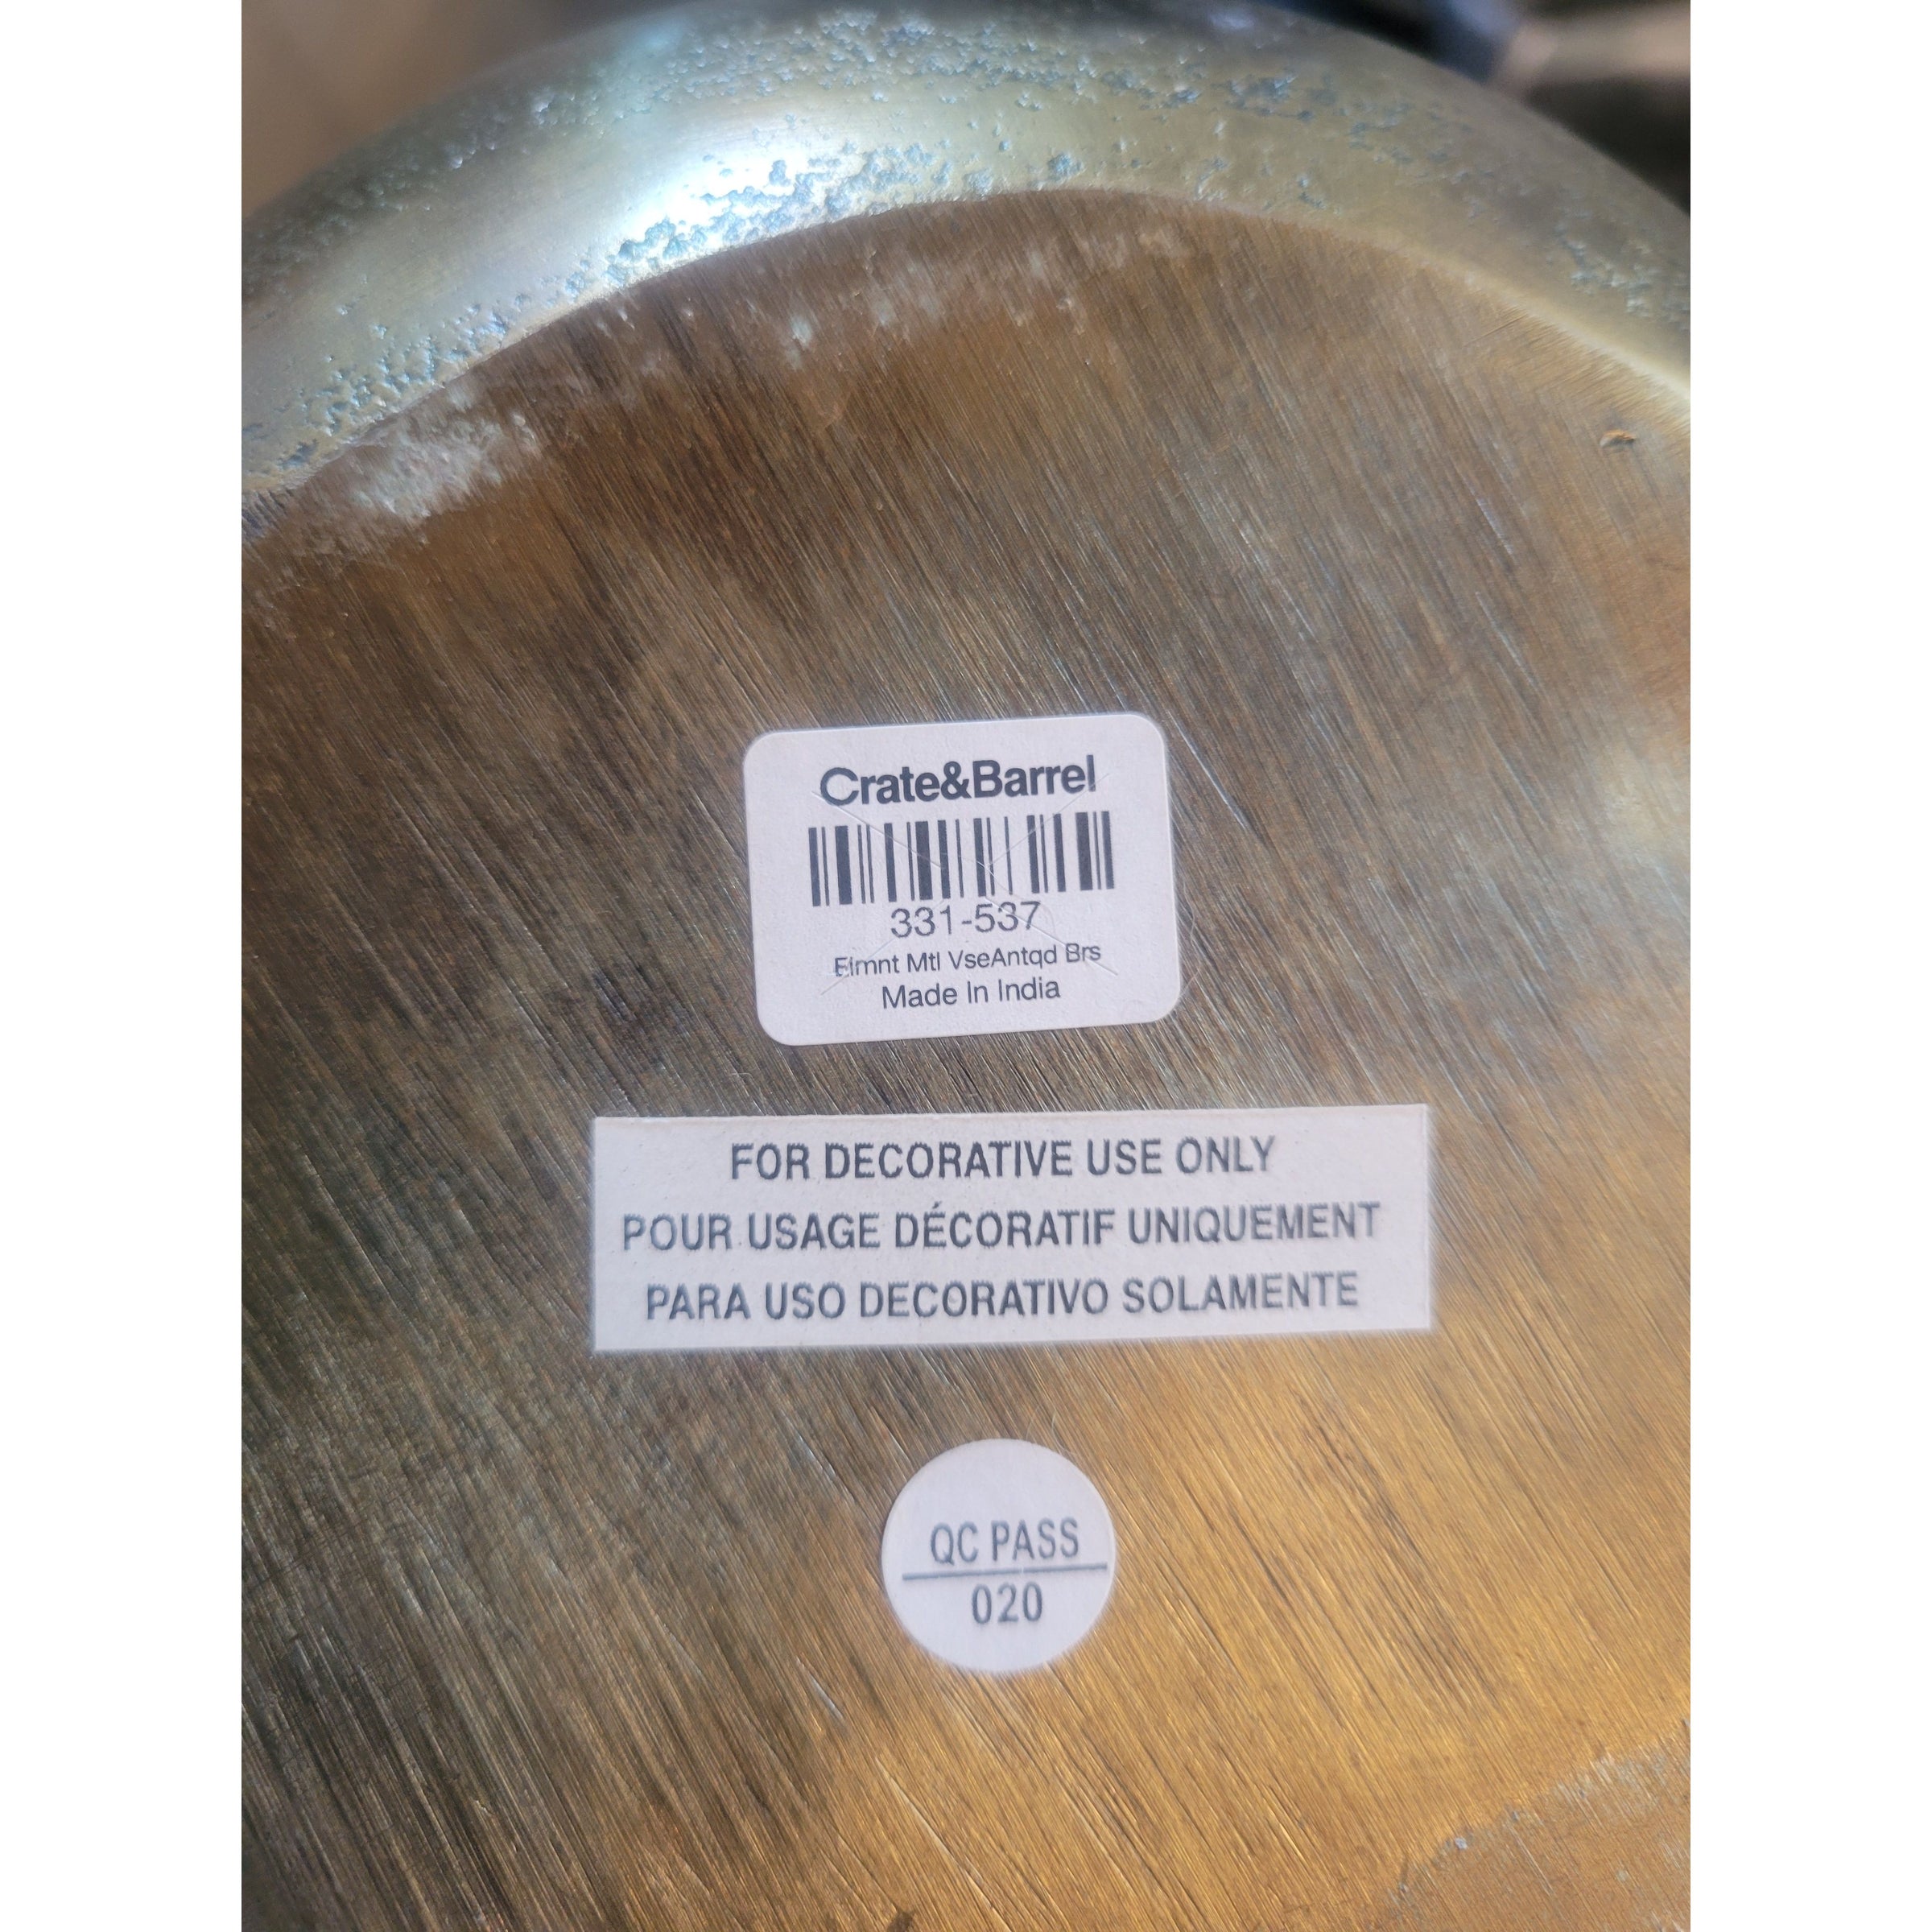 Crate&Barrel
331-537
Elmnt Mtl VseAntqd Brs
Made In India
FOR DECORATIVE USE ONLY
POUR USAGE DÉCORATIF UNIQUEMENT
PARA USO DECORATIVO SOLAMENTE
QC PASS
020